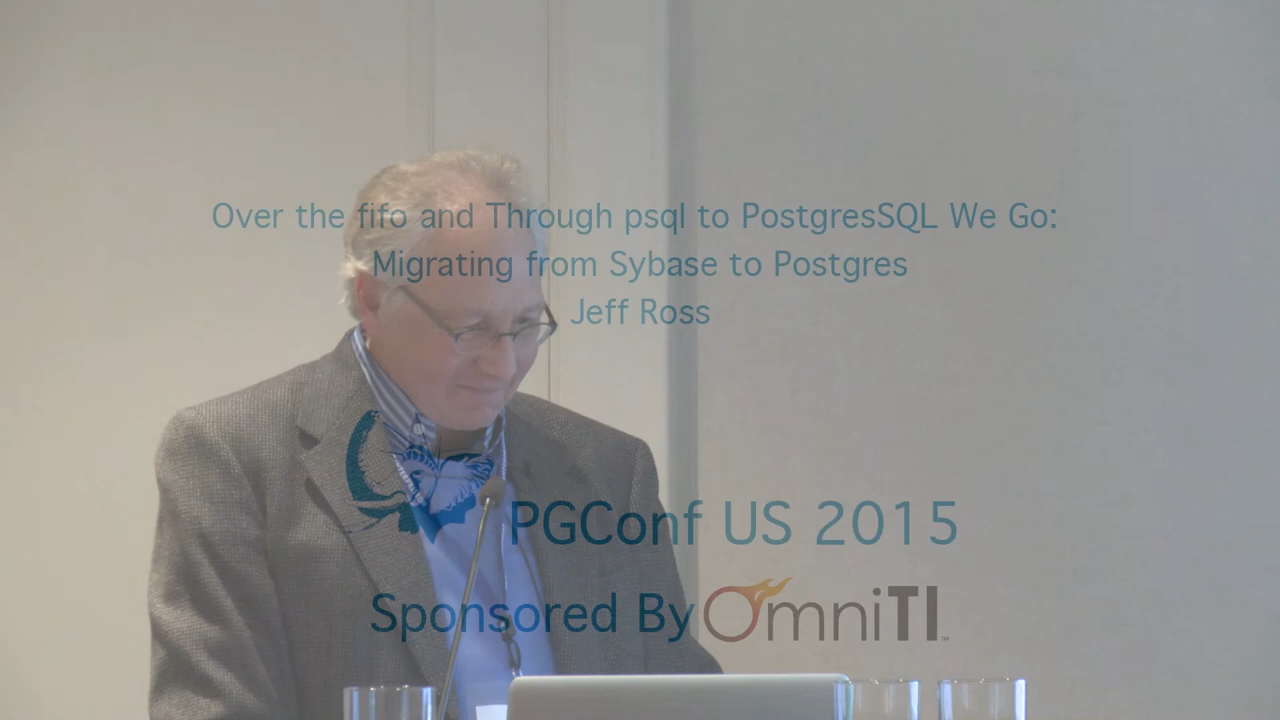 Over the fifo and Through psql to PostgresSQL We Go:
Migrating from Sybase to Postgres
Jeff Ross
PGConf US 2015
Sponsored By OmniTI™